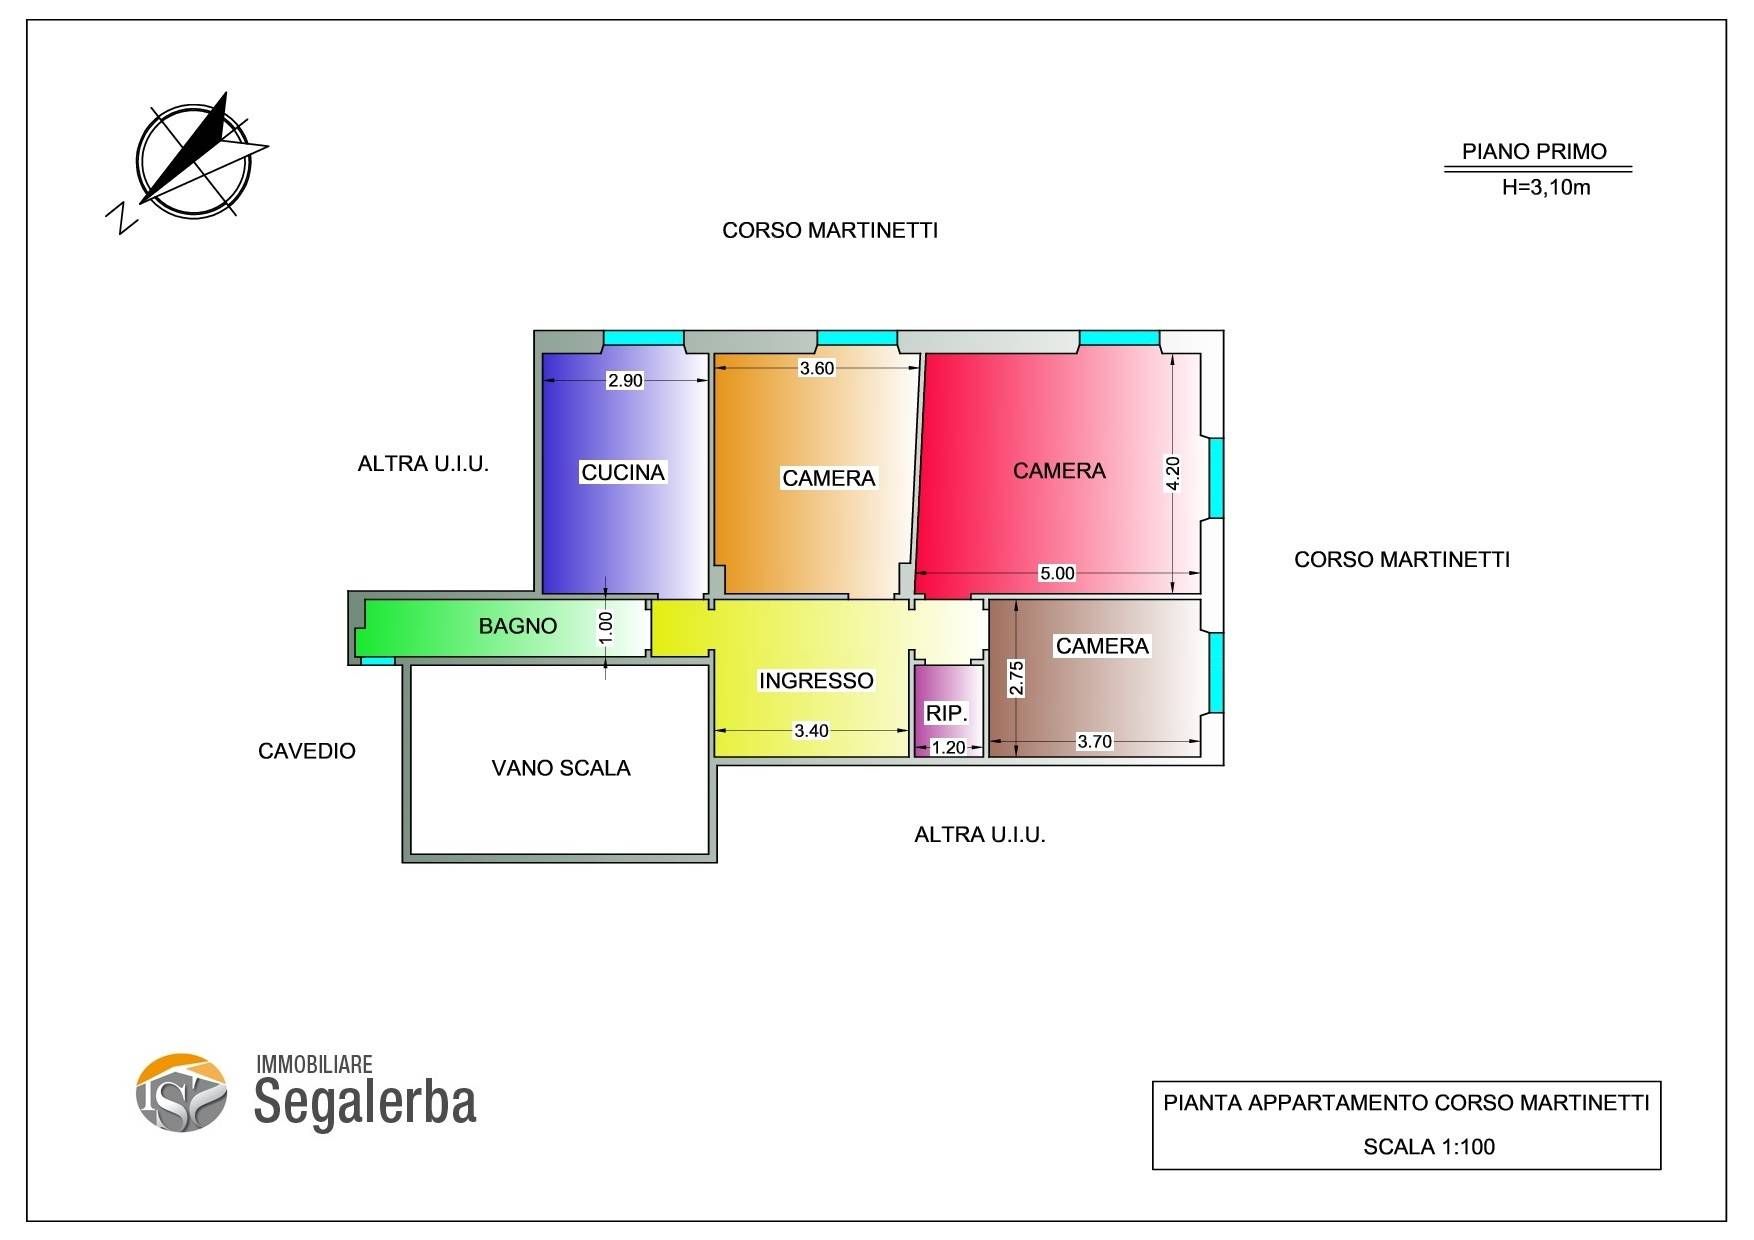 PIANO PRIMO
H=3,10m
N
CORSO MARTINETTI
2.90
3.60
ALTRA U.I.U.
CUCINA
CAMERA
CAMERA
4.20
CORSO MARTINETTI
5.00
BAGNO
1.00
CAMERA
INGRESSO
2.75
RIP.
3.40
1.20
3.70
CAVEDIO
VANO SCALA
ALTRA U.I.U.
IMMOBILIARE
Segalerba
PIANTA APPARTAMENTO CORSO MARTINETTI
SCALA 1:100